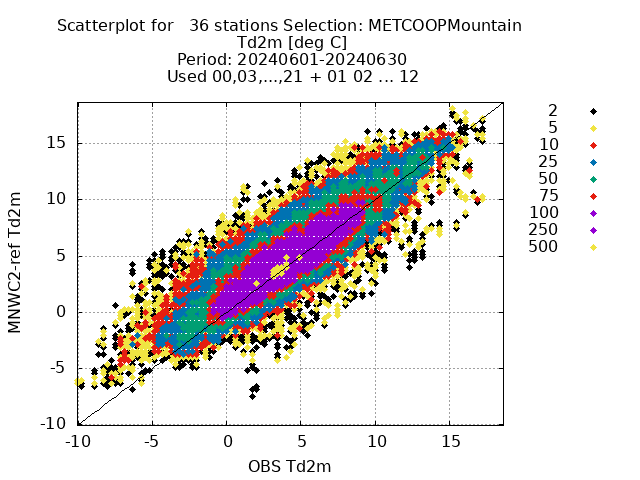 Scatterplot for   36 stations Selection: METCOOPMountain
Td2m [deg C]
Period: 20240601-20240630
Used 00,03,...,21 + 01 02 ... 12
2
5
10
25
50
75
100
250
500
15
10
5
0
-5
-10
MNWC2-ref Td2m
-10 -5 0 5 10 15
OBS Td2m